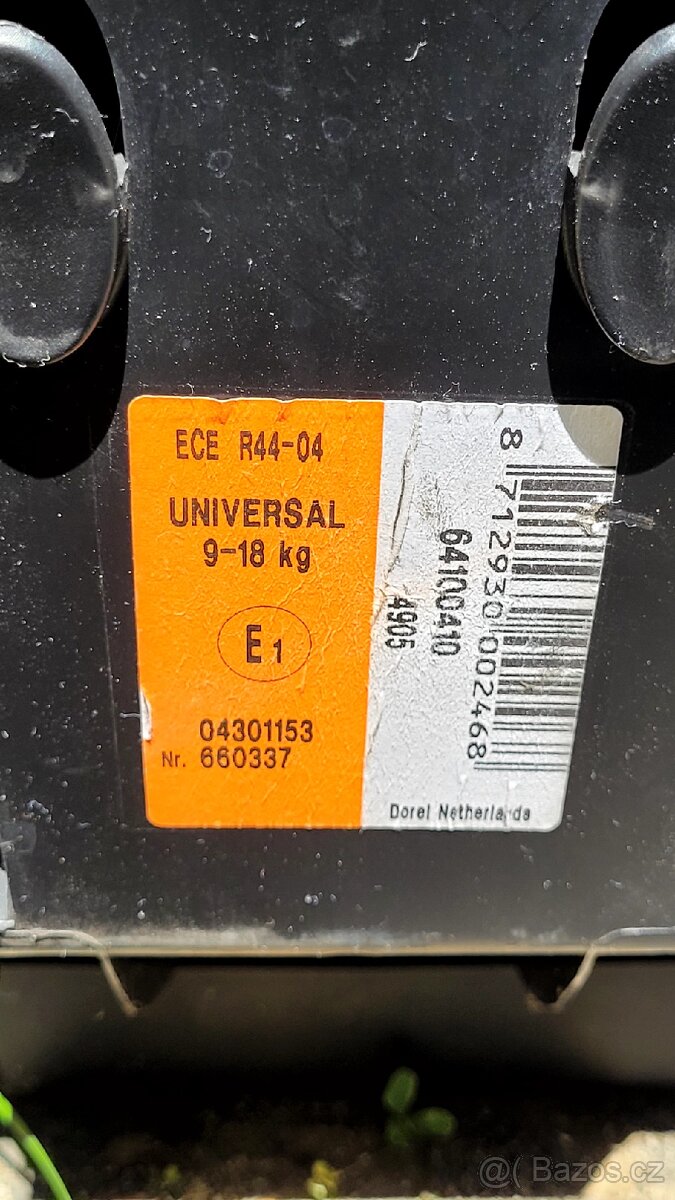 ECE R44-04
UNIVERSAL
9-18 kg
E1
04301153
Nr. 660337
4905
64100410
8 712930 002468
Dorel Netherlands
@( Bazos.cz